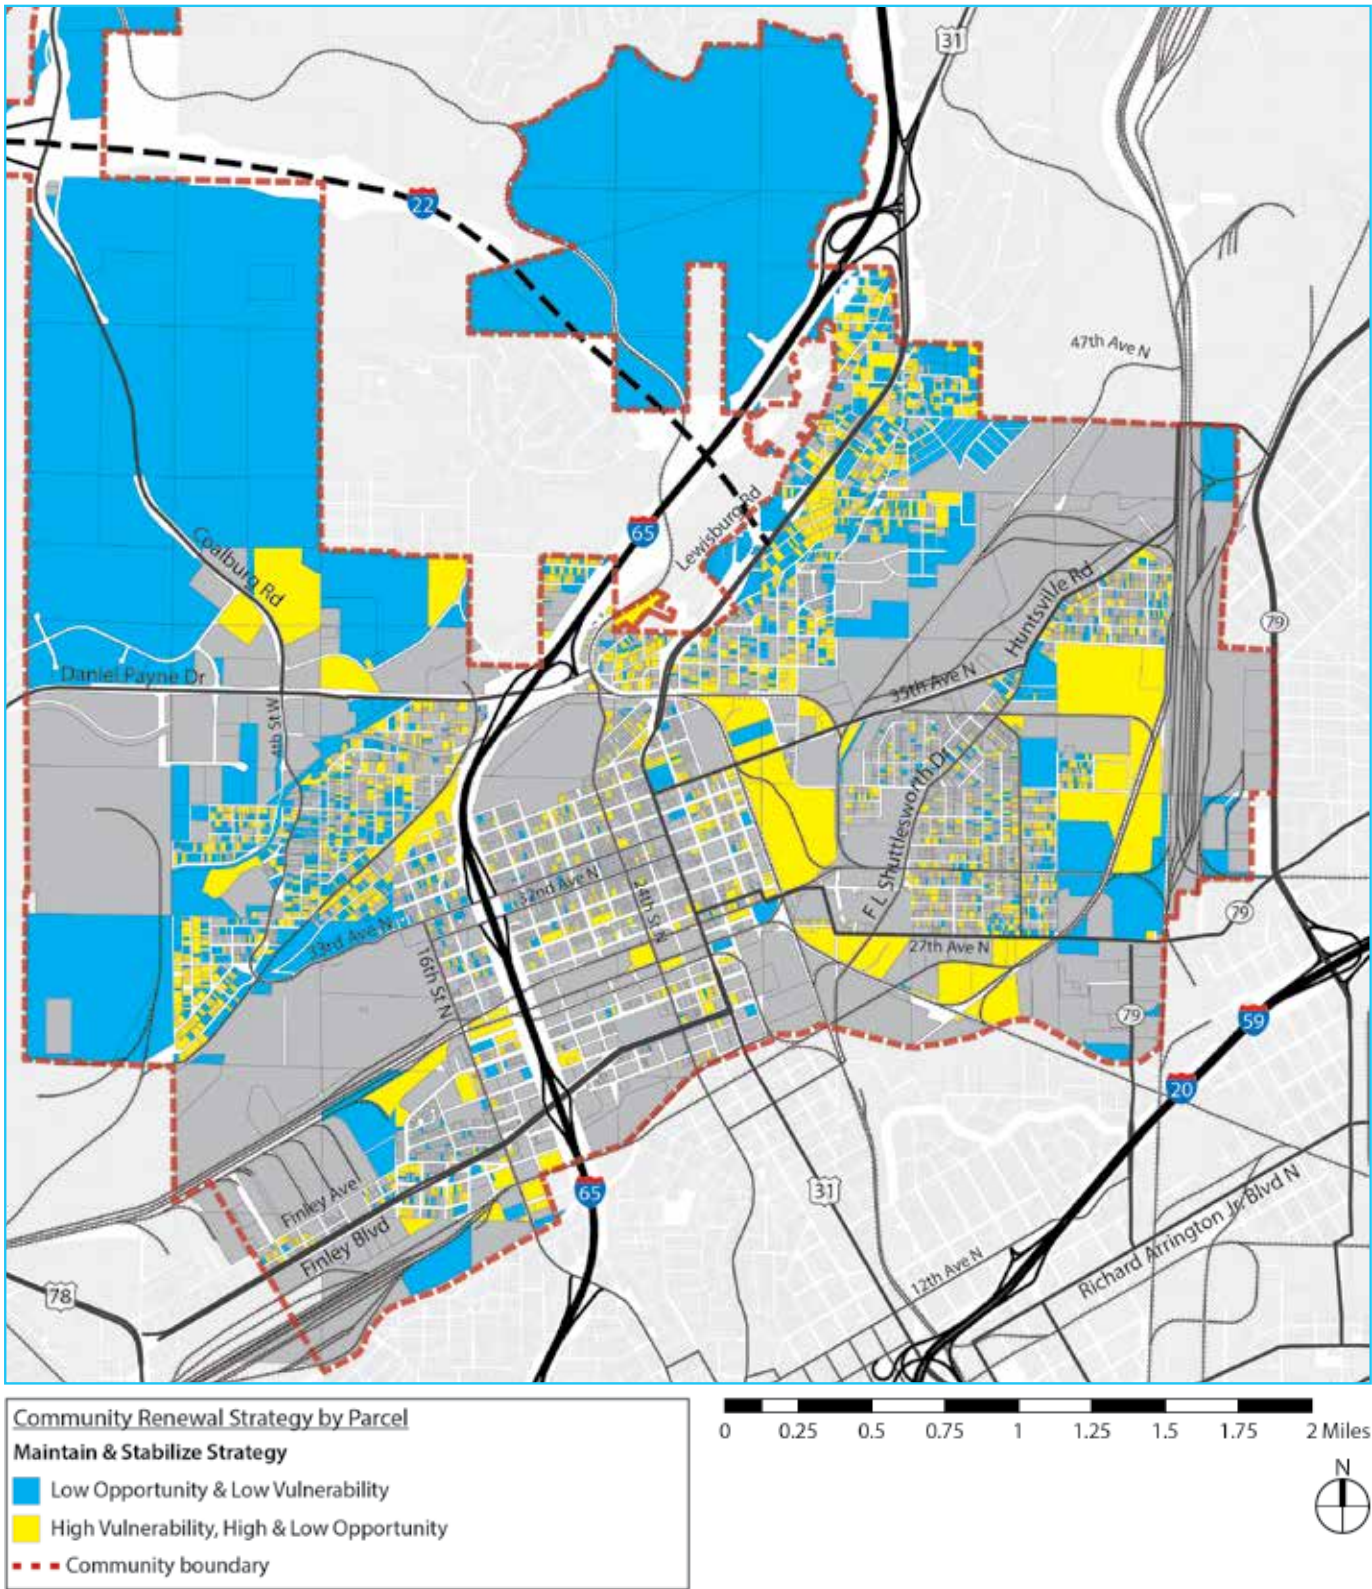 31
22
47th Ave N
65
Lewisburg Rd
Coalburg Rd
Huntsville Rd
79
Daniel Payne Dr
35th Ave N
4th St W
F L Shuttlesworth Dr
32nd Ave N
24th St W
33rd Ave N
16th St N
27th Ave N
79
79
59
20
Finley Ave
Finley Blvd
65
31
12th Ave N
Richard Arrington Jr. Blvd N
78
Community Renewal Strategy by Parcel
Maintain & Stabilize Strategy
Low Opportunity & Low Vulnerability
High Vulnerability, High & Low Opportunity
Community boundary
0 0.25 0.5 0.75 1 1.25 1.5 1.75 2 Miles
N